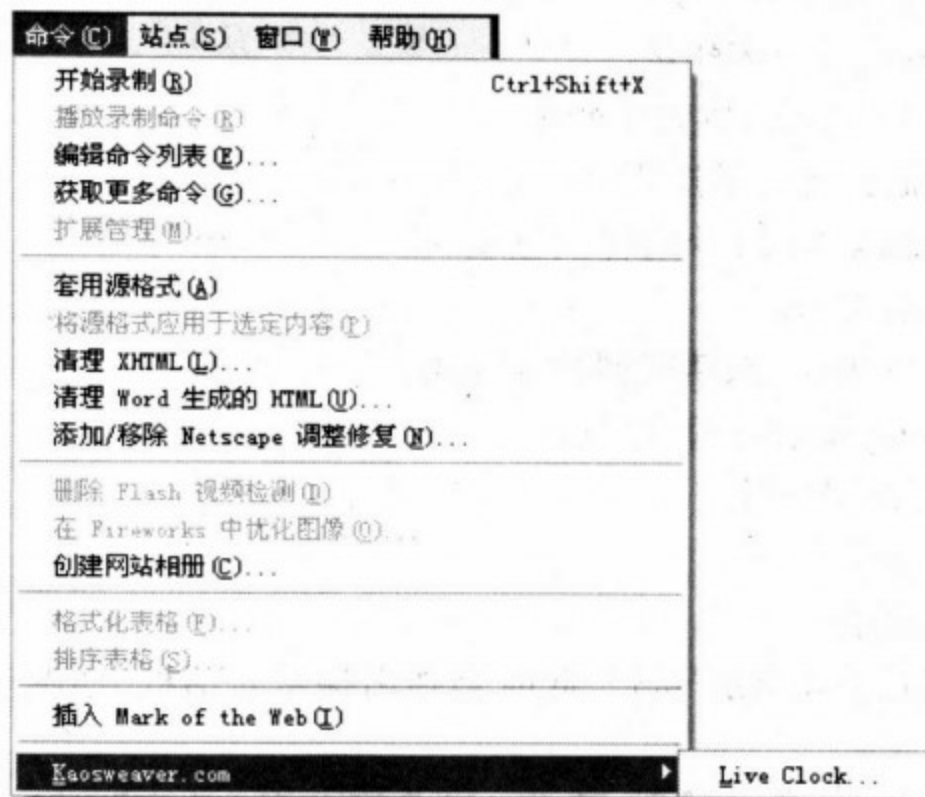 命令(C) 站点(S) 窗口(W) 帮助(H)
开始录制(R) Ctrl+Shift+X
播放录制命令(R)
编辑命令列表(E)...
获取更多命令(G)...
扩展管理(M)...
套用源格式(A)
将源格式应用于选定内容(P)
清理 XHTML(L)...
清理 Word 生成的 HTML(U)...
添加/移除 Netscape 调整修复(N)...
删除 Flash 视频检测(D)
在 Fireworks 中优化图像(O)...
创建网站相册(C)...
格式化表格(F)...
排序表格(S)...
插入 Mark of the Web(I)
Kaosweaver.com Live Clock...